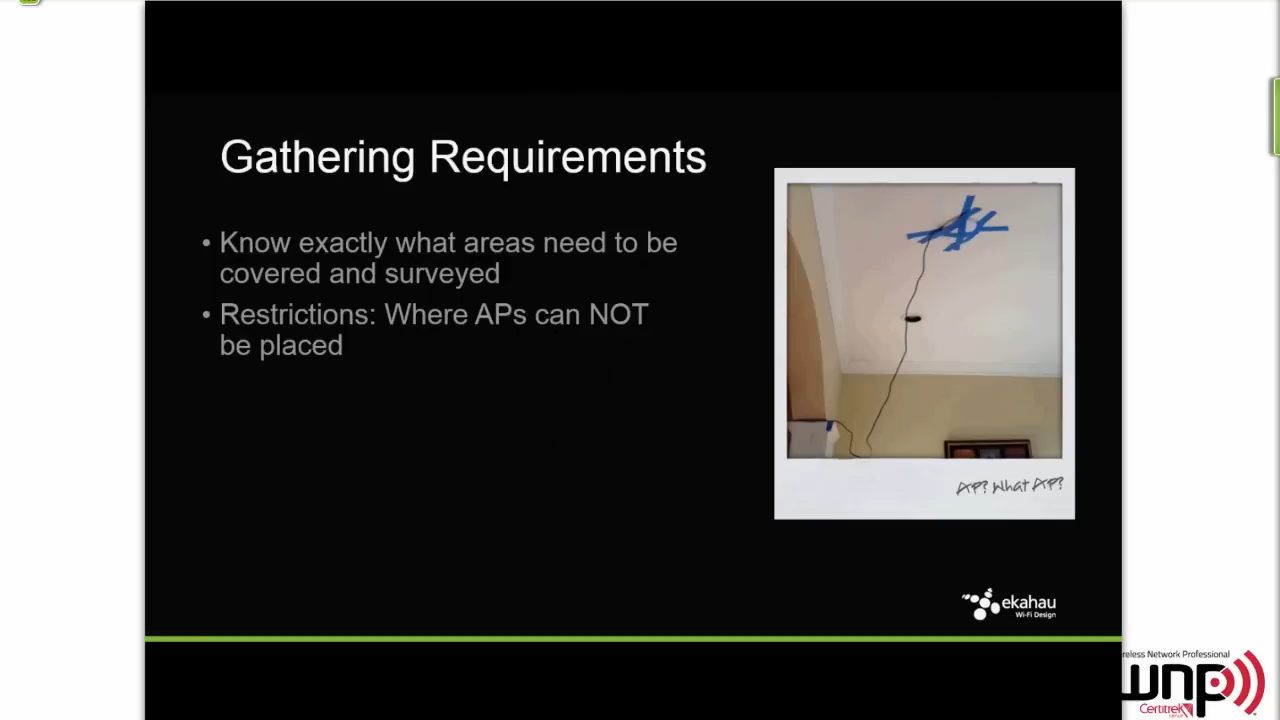 Gathering Requirements
• Know exactly what areas need to be
covered and surveyed
• Restrictions: Where APs can NOT
be placed
AP? What AP?
ekahau
Wi-Fi Design
reless Network Professional
wnp
Certitrek